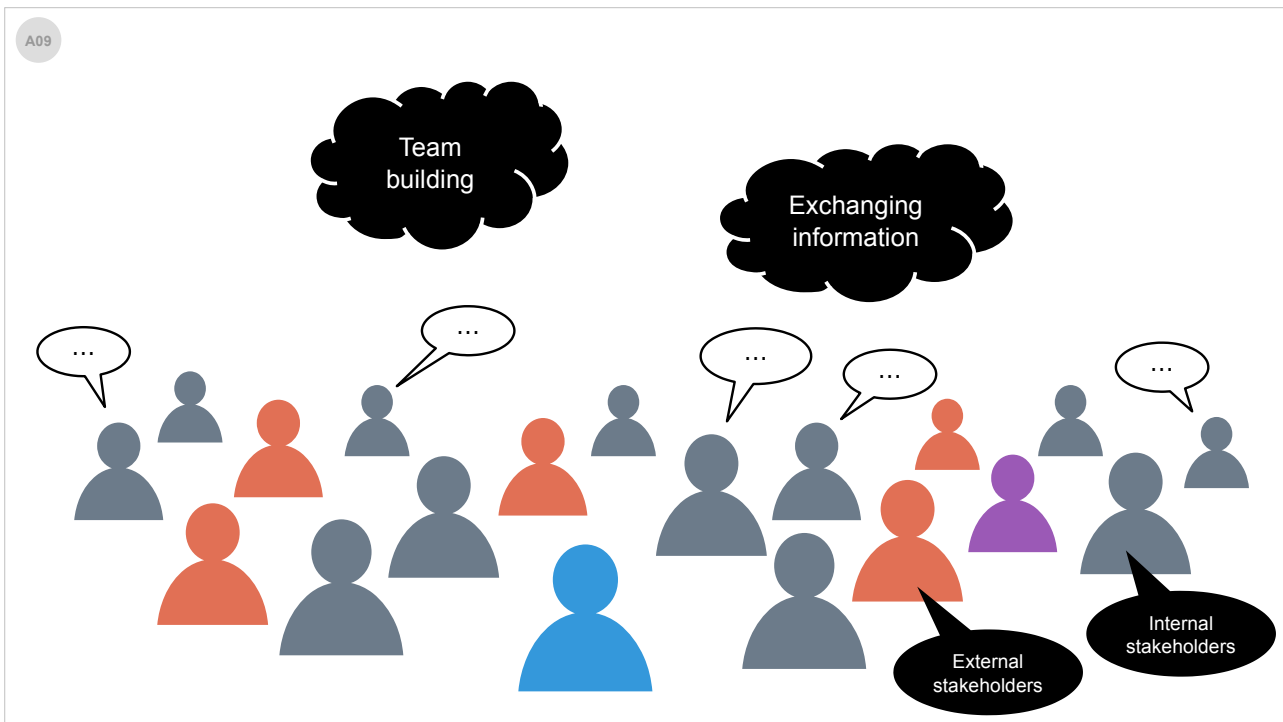 A09
Team
building
Exchanging
information
...
...
...
...
...
Internal
stakeholders
External
stakeholders